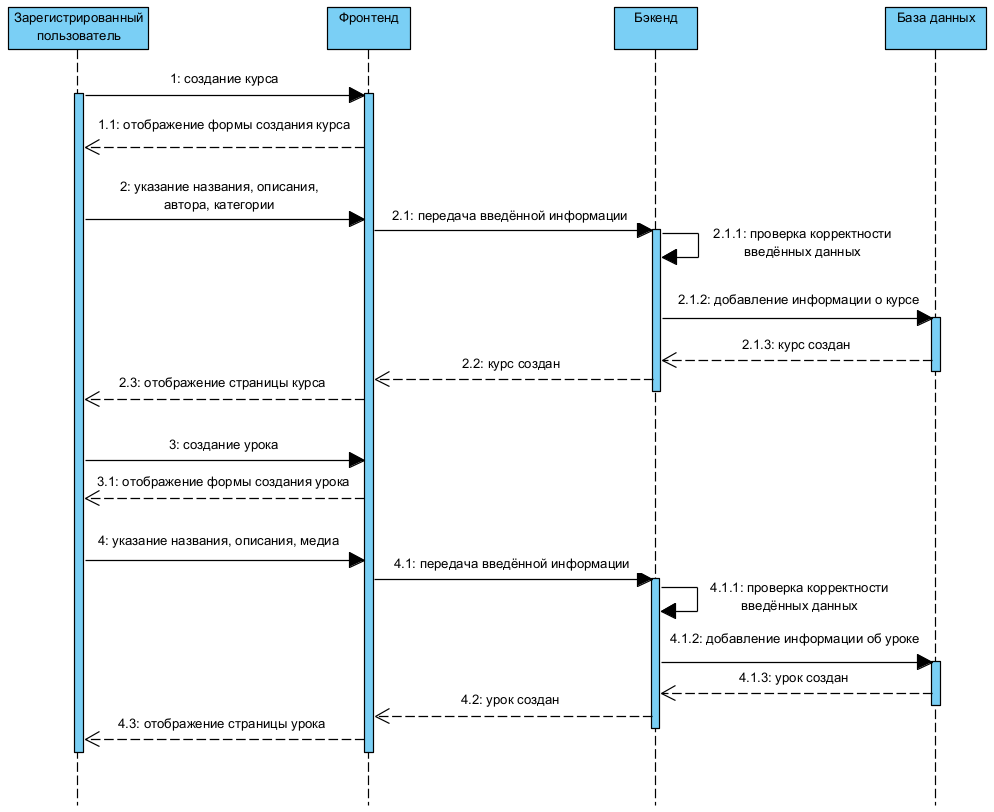 Зарегистрированный
пользователь
Фронтенд
Бэкенд
База данных
1: создание курса
1.1: отображение формы создания курса
2: указание названия, описания,
автора, категории
2.1: передача введённой информации
2.1.1: проверка корректности
введённых данных
2.1.2: добавление информации о курсе
2.1.3: курс создан
2.2: курс создан
2.3: отображение страницы курса
3: создание урока
3.1: отображение формы создания урока
4: указание названия, описания, медиа
4.1: передача введённой информации
4.1.1: проверка корректности
введённых данных
4.1.2: добавление информации об уроке
4.1.3: урок создан
4.2: урок создан
4.3: отображение страницы урока